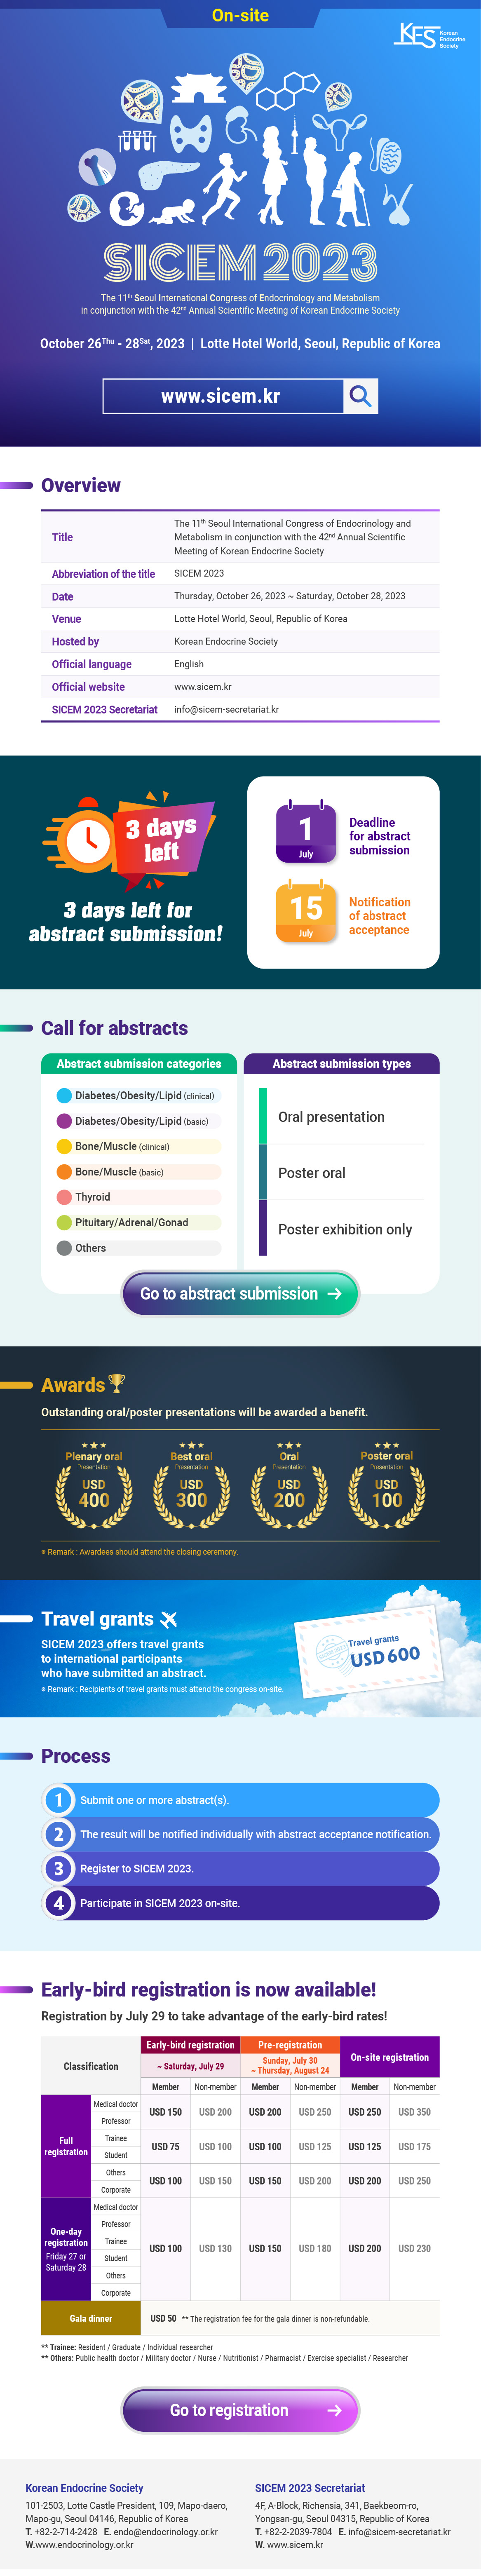 On-site
KES Korean
Endocrine
Society
SICEM 2023
The 11th Seoul International Congress of Endocrinology and Metabolism
in conjunction with the 42nd Annual Scientific Meeting of Korean Endocrine Society
October 26Thu - 28Sat, 2023 | Lotte Hotel World, Seoul, Republic of Korea
www.sicem.kr
Overview
Title
The 11th Seoul International Congress of Endocrinology and
Metabolism in conjunction with the 42nd Annual Scientific
Meeting of Korean Endocrine Society
Abbreviation of the title SICEM 2023
Date Thursday, October 26, 2023 ~ Saturday, October 28, 2023
Venue Lotte Hotel World, Seoul, Republic of Korea
Hosted by Korean Endocrine Society
Official language English
Official website www.sicem.kr
SICEM 2023 Secretariat info@sicem-secretariat.kr
3 days
left
3 days left for
abstract submission!
1
July
Deadline
for abstract
submission
15
July
Notification
of abstract
acceptance
Call for abstracts
Abstract submission categories
Diabetes/Obesity/Lipid (clinical)
Diabetes/Obesity/Lipid (basic)
Bone/Muscle (clinical)
Bone/Muscle (basic)
Thyroid
Pituitary/Adrenal/Gonad
Others
Abstract submission types
Oral presentation
Poster oral
Poster exhibition only
Go to abstract submission →
Awards
Outstanding oral/poster presentations will be awarded a benefit.
Plenary oral
Presentation
USD
400
Best oral
Presentation
USD
300
Oral
Presentation
USD
200
Poster oral
Presentation
USD
100
※ Remark : Awardees should attend the closing ceremony.
Travel grants
SICEM 2023 offers travel grants
to international participants
who have submitted an abstract.
※ Remark : Recipients of travel grants must attend the congress on-site.
Travel grants
USD 600
Process
1 Submit one or more abstract(s).
2 The result will be notified individually with abstract acceptance notification.
3 Register to SICEM 2023.
4 Participate in SICEM 2023 on-site.
Early-bird registration is now available!
Registration by July 29 to take advantage of the early-bird rates!
Classification
Early-bird registration
~ Saturday, July 29
Pre-registration
Sunday, July 30
~ Thursday, August 24
On-site registration
Member Non-member Member Non-member Member Non-member
Full
registration
Medical doctor
Professor
USD 150 USD 200 USD 200 USD 250 USD 250 USD 350
Trainee
Student
USD 75 USD 100 USD 100 USD 125 USD 125 USD 175
Others
Corporate
USD 100 USD 150 USD 150 USD 200 USD 200 USD 250
One-day
registration
Friday 27 or
Saturday 28
Medical doctor
Professor
Trainee
Student
Others
Corporate
USD 100 USD 130 USD 150 USD 180 USD 200 USD 230
Gala dinner USD 50 ** The registration fee for the gala dinner is non-refundable.
** Trainee: Resident / Graduate / Individual researcher
** Others: Public health doctor / Military doctor / Nurse / Nutritionist / Pharmacist / Exercise specialist / Researcher
Go to registration →
Korean Endocrine Society
101-2503, Lotte Castle President, 109, Mapo-daero,
Mapo-gu, Seoul 04146, Republic of Korea
T. +82-2-714-2428 E. endo@endocrinology.or.kr
W.www.endocrinology.or.kr
SICEM 2023 Secretariat
4F, A-Block, Richensia, 341, Baekbeom-ro,
Yongsan-gu, Seoul 04315, Republic of Korea
T. +82-2-2039-7804 E. info@sicem-secretariat.kr
W. www.sicem.kr